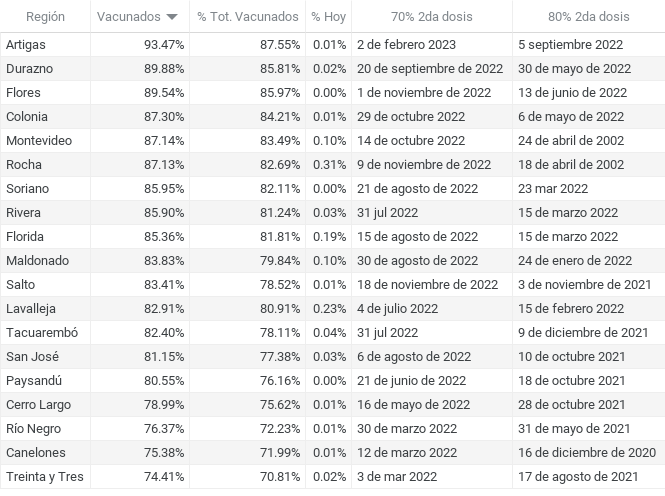 Región Vacunados % Tot. Vacunados % Hoy 70% 2da dosis 80% 2da dosis
Artigas 93.47% 87.55% 0.01% 2 de febrero 2023 5 septiembre 2022
Durazno 89.88% 85.81% 0.02% 20 de septiembre de 2022 30 de mayo de 2022
Flores 89.54% 85.97% 0.00% 1 de noviembre de 2022 13 de junio de 2022
Colonia 87.30% 84.21% 0.01% 29 de octubre 2022 6 de mayo de 2022
Montevideo 87.14% 83.49% 0.10% 14 de octubre 2022 24 de abril de 2002
Rocha 87.13% 82.69% 0.31% 9 de noviembre de 2022 18 de abril de 2002
Soriano 85.95% 82.11% 0.00% 21 de agosto de 2022 23 mar 2022
Rivera 85.90% 81.24% 0.03% 31 jul 2022 15 de marzo 2022
Florida 85.36% 81.81% 0.19% 15 de agosto de 2022 15 de marzo 2022
Maldonado 83.83% 79.84% 0.10% 30 de agosto de 2022 24 de enero de 2022
Salto 83.41% 78.52% 0.01% 18 de noviembre de 2022 3 de noviembre de 2021
Lavalleja 82.91% 80.91% 0.23% 4 de julio 2022 15 de febrero 2022
Tacuarembó 82.40% 78.11% 0.04% 31 jul 2022 9 de diciembre de 2021
San José 81.15% 77.38% 0.03% 6 de agosto de 2022 10 de octubre 2021
Paysandú 80.55% 76.16% 0.00% 21 de junio de 2022 18 de octubre 2021
Cerro Largo 78.99% 75.62% 0.01% 16 de mayo de 2022 28 de octubre 2021
Río Negro 76.37% 72.23% 0.01% 30 de marzo 2022 31 de mayo de 2021
Canelones 75.38% 71.99% 0.01% 12 de marzo 2022 16 de diciembre de 2020
Treinta y Tres 74.41% 70.81% 0.02% 3 de mar 2022 17 de agosto de 2021